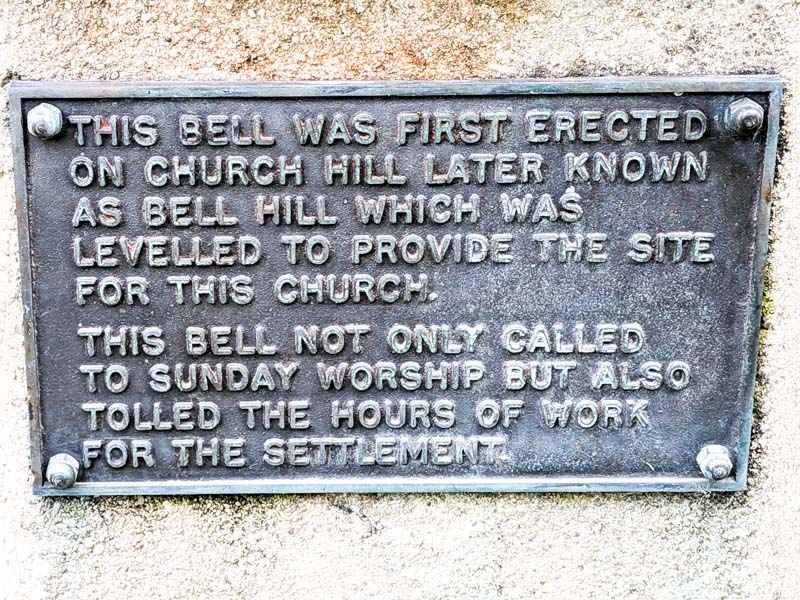 THIS BELL WAS FIRST ERECTED
ON CHURCH HILL LATER KNOWN
AS BELL HILL WHICH WAS
LEVELLED TO PROVIDE THE SITE
FOR THIS CHURCH.
THIS BELL NOT ONLY CALLED
TO SUNDAY WORSHIP BUT ALSO
TOLLED THE HOURS OF WORK
FOR THE SETTLEMENT.